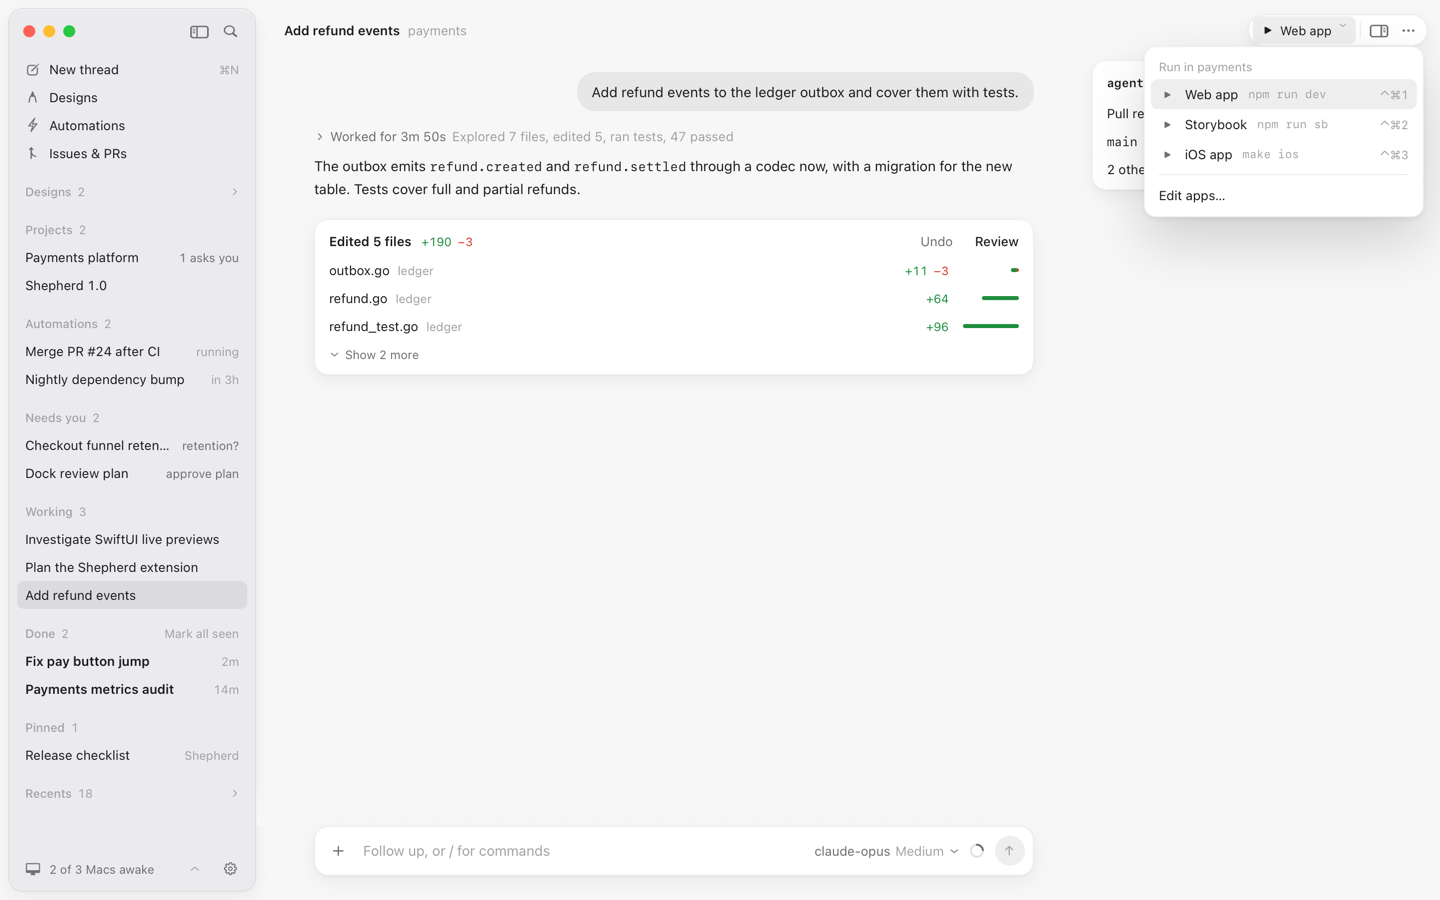 Add refund events payments
Web app
New thread ⌘N
Designs
Automations
Issues & PRs
Designs 2
Projects 2
Payments platform 1 asks you
Shepherd 1.0
Automations 2
Merge PR #24 after CI running
Nightly dependency bump in 3h
Needs you 2
Checkout funnel reten... retention?
Dock review plan approve plan
Working 3
Investigate SwiftUI live previews
Plan the Shepherd extension
Add refund events
Done 2 Mark all seen
Fix pay button jump 2m
Payments metrics audit 14m
Pinned 1
Release checklist Shepherd
Recents 18
2 of 3 Macs awake
Add refund events to the ledger outbox and cover them with tests.
Worked for 3m 50s Explored 7 files, edited 5, ran tests, 47 passed
The outbox emits refund.created and refund.settled through a codec now, with a migration for the new
table. Tests cover full and partial refunds.
Edited 5 files +190 −3 Undo Review
outbox.go ledger +11 −3
refund.go ledger +64
refund_test.go ledger +96
Show 2 more
Follow up, or / for commands claude-opus Medium
agent
Pull re
main
2 othe
Run in payments
Web app npm run dev ^⌘1
Storybook npm run sb ^⌘2
iOS app make ios ^⌘3
Edit apps...